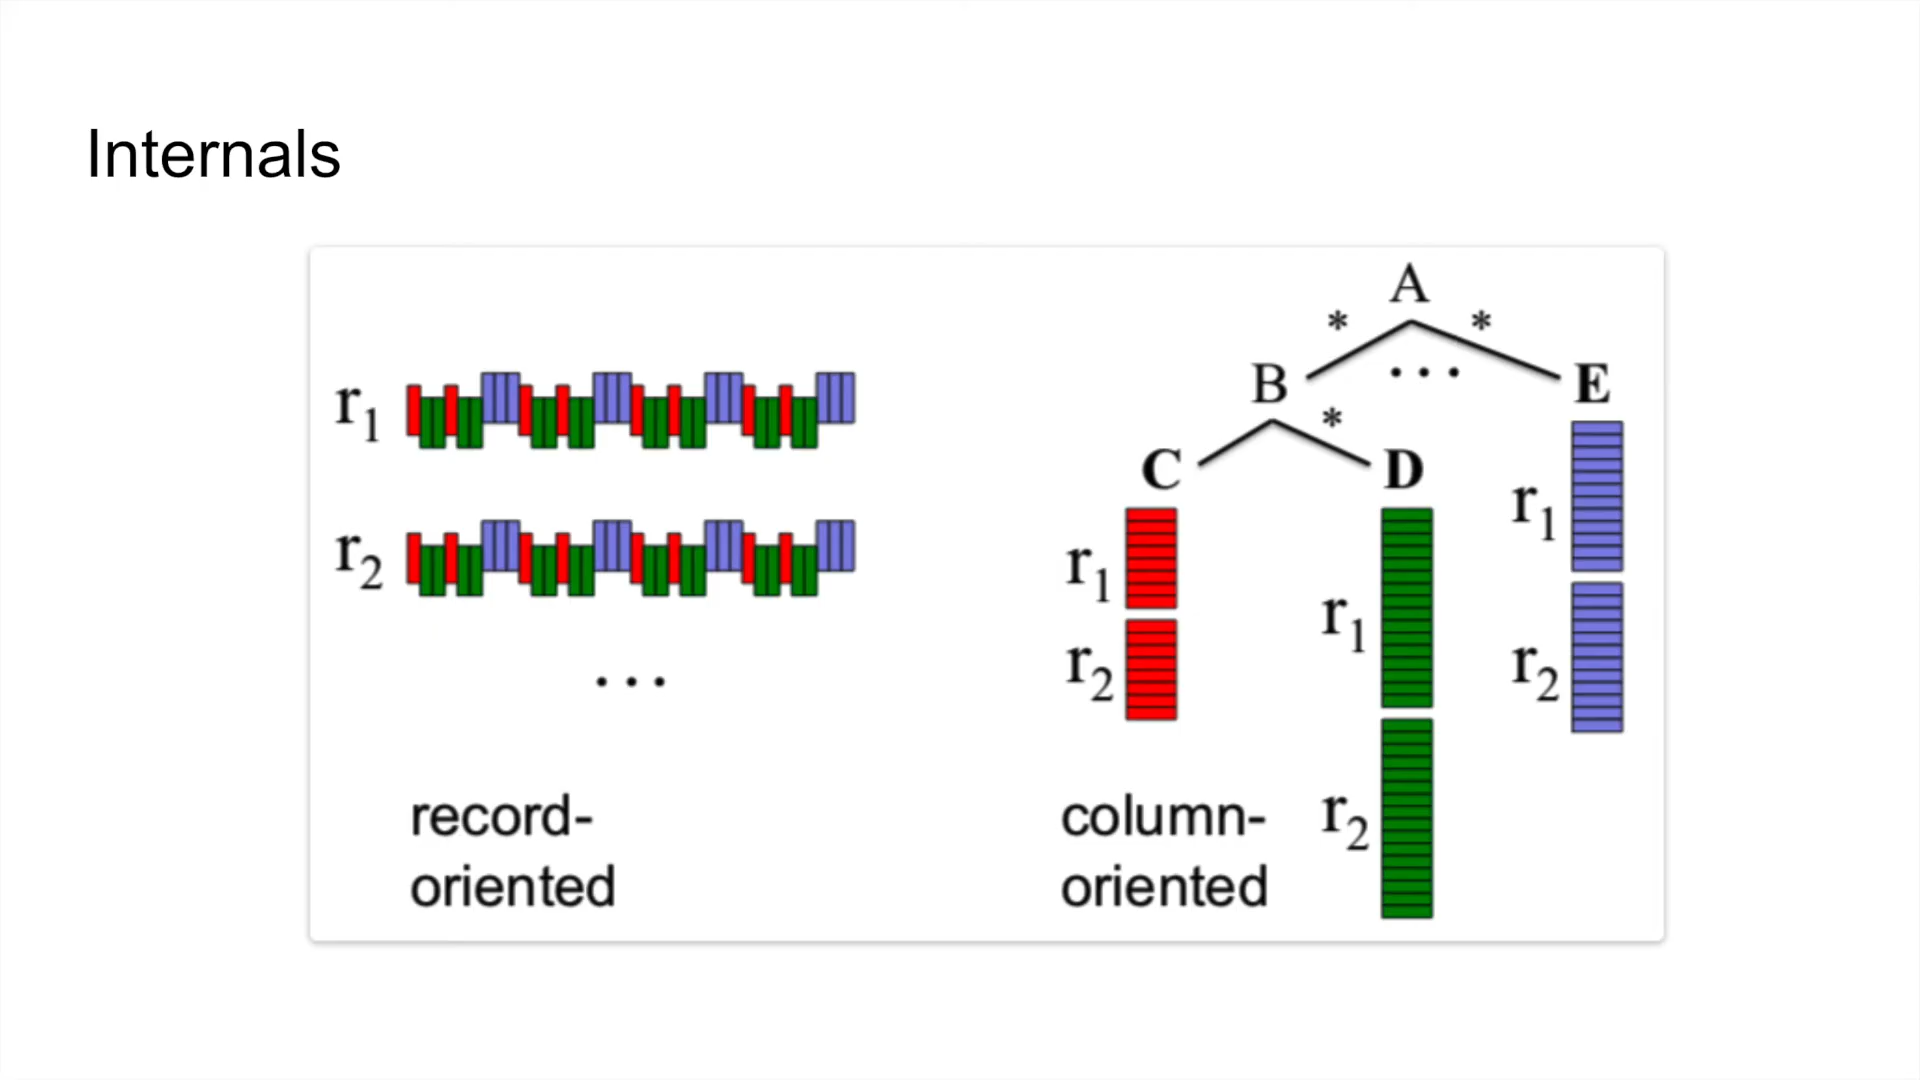 Internals
r1
r2
...
record-
oriented
A
* *
B ... E
*
C D
r1
r1
r1
r2
r2
r2
column-
oriented